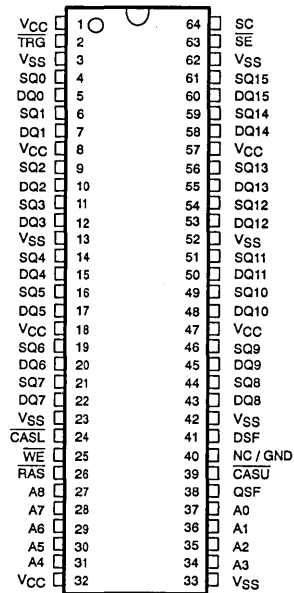 VCC 1 64 SC
TRG 2 63 SE
VSS 3 62 VSS
SQ0 4 61 SQ15
DQ0 5 60 DQ15
SQ1 6 59 SQ14
DQ1 7 58 DQ14
VCC 8 57 VCC
SQ2 9 56 SQ13
DQ2 10 55 DQ13
SQ3 11 54 SQ12
DQ3 12 53 DQ12
VSS 13 52 VSS
SQ4 14 51 SQ11
DQ4 15 50 DQ11
SQ5 16 49 SQ10
DQ5 17 48 DQ10
VCC 18 47 VCC
SQ6 19 46 SQ9
DQ6 20 45 DQ9
SQ7 21 44 SQ8
DQ7 22 43 DQ8
VSS 23 42 VSS
CASL 24 41 DSF
WE 25 40 NC / GND
RAS 26 39 CASU
A8 27 38 QSF
A7 28 37 A0
A6 29 36 A1
A5 30 35 A2
A4 31 34 A3
VCC 32 33 VSS